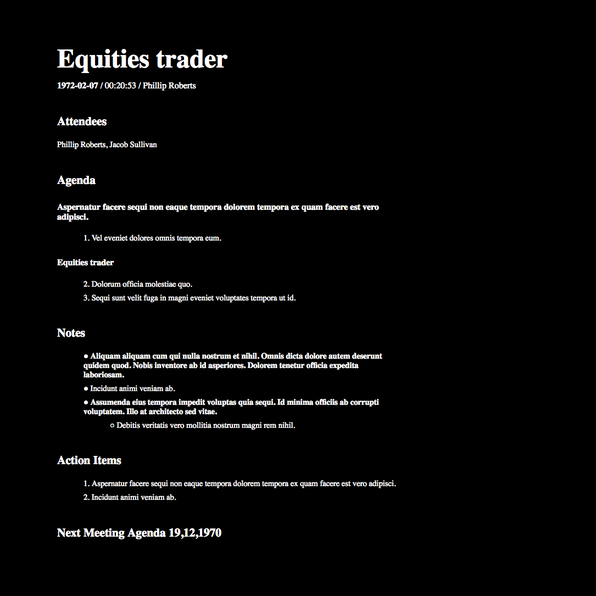 Equities trader
1972-02-07 / 00:20:53 / Phillip Roberts
Attendees
Phillip Roberts, Jacob Sullivan
Agenda
Aspernatur facere sequi non eaque tempora dolorem tempora ex quam facere est vero
adipisci.
1. Vel eveniet dolores omnis tempora eum.
Equities trader
2. Dolorum officia molestiae quo.
3. Sequi sunt velit fuga in magni eveniet voluptates tempora ut id.
Notes
● Aliquam aliquam cum qui nulla nostrum et nihil. Omnis dicta dolore autem deserunt
quidem quod. Nobis inventore ab id asperiores. Dolorem tenetur officia expedita
laboriosam.
● Incidunt animi veniam ab.
● Assumenda eius tempora impedit voluptas quia sequi. Id minima officiis ab corrupti
voluptatem. Illo at architecto sed vitae.
○ Debitis veritatis vero mollitia nostrum magni rem nihil.
Action Items
1. Aspernatur facere sequi non eaque tempora dolorem tempora ex quam facere est vero adipisci.
2. Incidunt animi veniam ab.
Next Meeting Agenda 19,12,1970